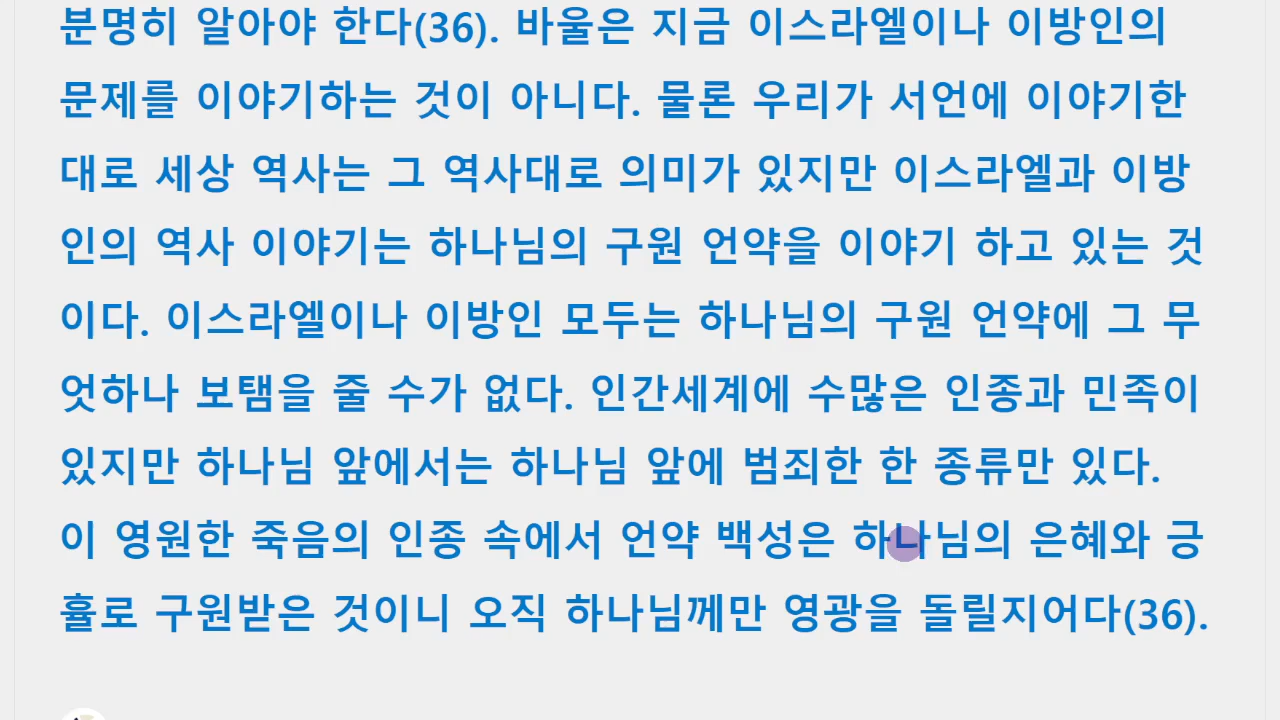 분명히 알아야 한다(36). 바울은 지금 이스라엘이나 이방인의
문제를 이야기하는 것이 아니다. 물론 우리가 서언에 이야기한
대로 세상 역사는 그 역사대로 의미가 있지만 이스라엘과 이방
인의 역사 이야기는 하나님의 구원 언약을 이야기 하고 있는 것
이다. 이스라엘이나 이방인 모두는 하나님의 구원 언약에 그 무
엇하나 보탬을 줄 수가 없다. 인간세계에 수많은 인종과 민족이
있지만 하나님 앞에서는 하나님 앞에 범죄한 한 종류만 있다.
이 영원한 죽음의 인종 속에서 언약 백성은 하나님의 은혜와 긍
휼로 구원받은 것이니 오직 하나님께만 영광을 돌릴지어다(36).